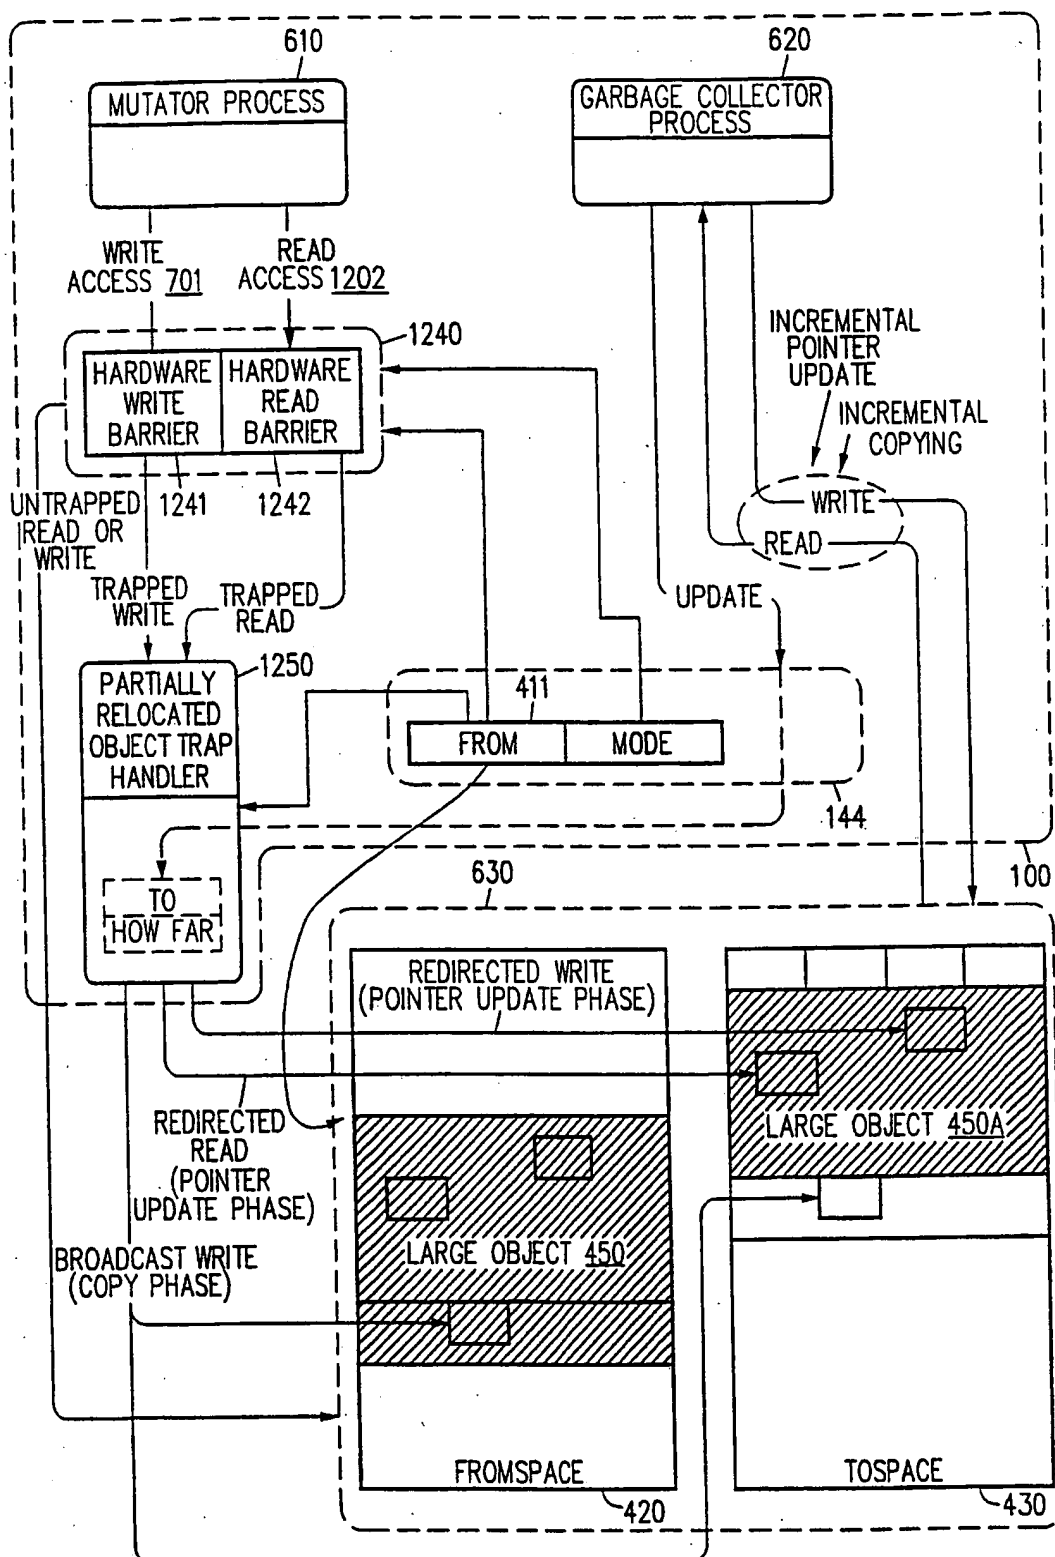 610
620
MUTATOR PROCESS
GARBAGE COLLECTOR
PROCESS
WRITE
ACCESS 701
READ
ACCESS 1202
1240
HARDWARE
WRITE
BARRIER
HARDWARE
READ
BARRIER
INCREMENTAL
POINTER
UPDATE
INCREMENTAL
COPYING
1241
1242
UNTRAPPED
READ OR
WRITE
WRITE
READ
TRAPPED
WRITE
TRAPPED
READ
UPDATE
1250
PARTIALLY
RELOCATED
OBJECT TRAP
HANDLER
411
FROM
MODE
144
100
TO
HOW FAR
630
REDIRECTED WRITE
(POINTER UPDATE PHASE)
REDIRECTED
READ
(POINTER
UPDATE PHASE)
LARGE OBJECT 450A
BROADCAST WRITE
(COPY PHASE)
LARGE OBJECT 450
FROMSPACE
TOSPACE
420
430